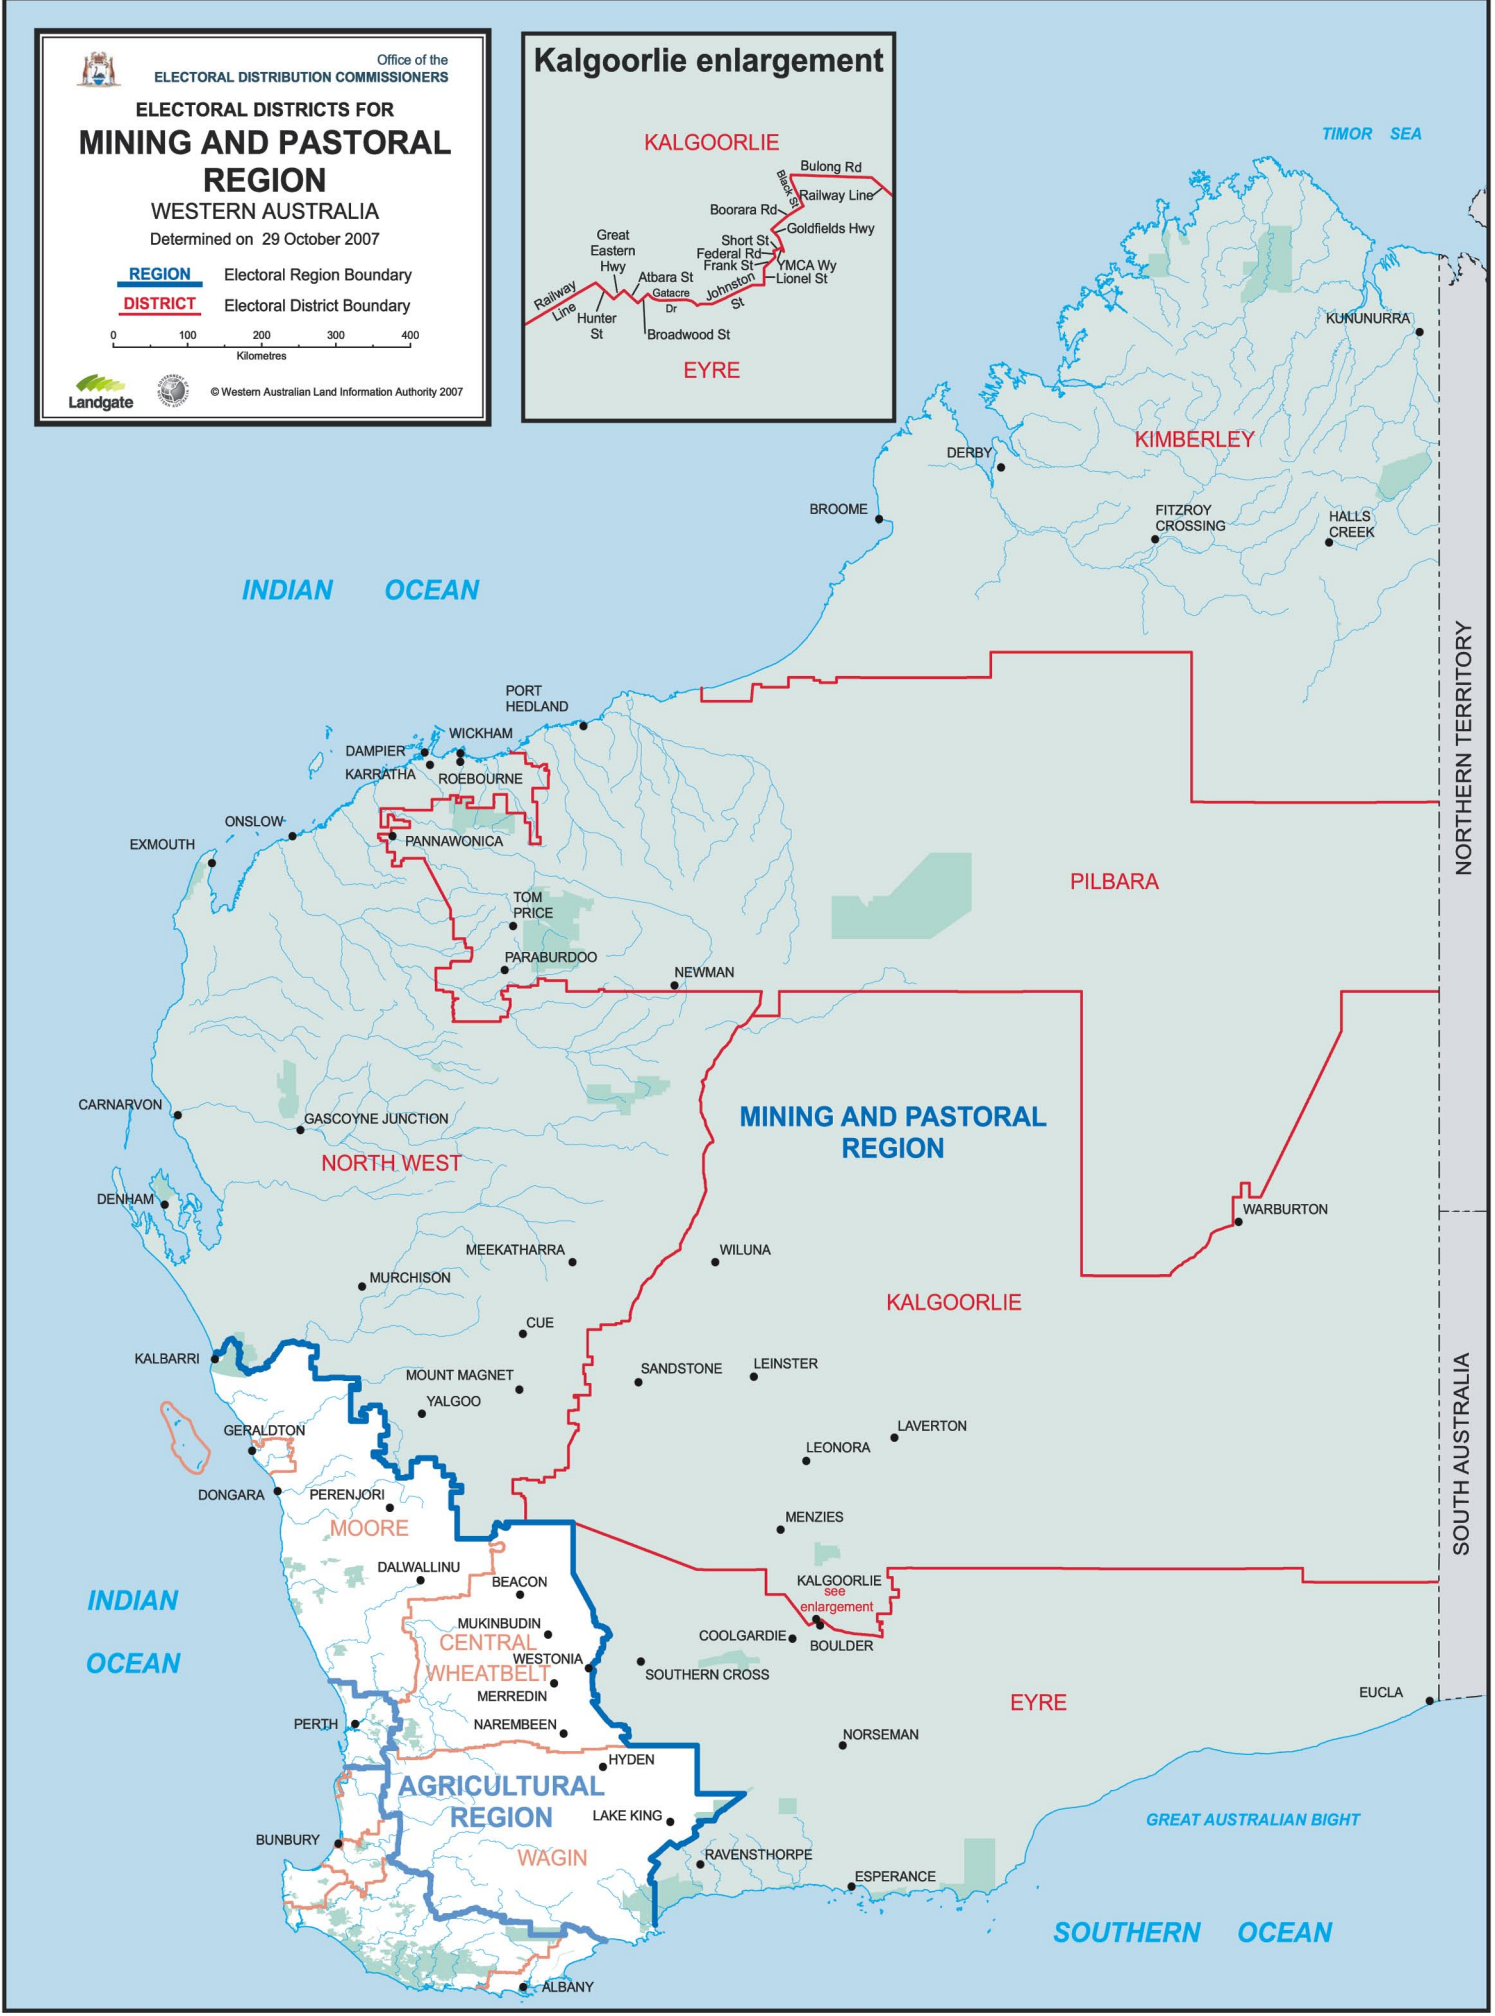 Office of the
ELECTORAL DISTRIBUTION COMMISSIONERS
ELECTORAL DISTRICTS FOR
MINING AND PASTORAL
REGION
WESTERN AUSTRALIA
Determined on 29 October 2007
REGION Electoral Region Boundary
DISTRICT Electoral District Boundary
0 100 200 300 400
Kilometres
Landgate
© Western Australian Land Information Authority 2007
Kalgoorlie enlargement
KALGOORLIE
Bulong Rd
Black St
Railway Line
Boorara Rd
Goldfields Hwy
Short St
Federal Rd
Frank St
YMCA Wy
Lionel St
Great
Eastern
Hwy
Atbara St
Gatacre
Dr
Johnston
St
Railway
Line
Hunter
St
Broadwood St
EYRE
TIMOR SEA
KUNUNURRA
KIMBERLEY
DERBY
BROOME
FITZROY
CROSSING
HALLS
CREEK
INDIAN OCEAN
NORTHERN TERRITORY
PORT
HEDLAND
WICKHAM
DAMPIER
KARRATHA
ROEBOURNE
ONSLOW
EXMOUTH
PANNAWONICA
PILBARA
TOM
PRICE
PARABURDOO
NEWMAN
CARNARVON
GASCOYNE JUNCTION
MINING AND PASTORAL
REGION
NORTH WEST
DENHAM
WARBURTON
MEEKATHARRA
WILUNA
MURCHISON
KALGOORLIE
CUE
KALBARRI
MOUNT MAGNET
SANDSTONE
LEINSTER
YALGOO
GERALDTON
LAVERTON
LEONORA
SOUTH AUSTRALIA
DONGARA
PERENJORI
MOORE
MENZIES
DALWALLINU
BEACON
KALGOORLIE
see
enlargement
INDIAN
OCEAN
MUKINBUDIN
CENTRAL
WHEATBELT
WESTONIA
COOLGARDIE
BOULDER
SOUTHERN CROSS
MERREDIN
EUCLA
EYRE
PERTH
NAREMBEEN
NORSEMAN
HYDEN
AGRICULTURAL
REGION
LAKE KING
GREAT AUSTRALIAN BIGHT
BUNBURY
WAGIN
RAVENSTHORPE
ESPERANCE
SOUTHERN OCEAN
ALBANY